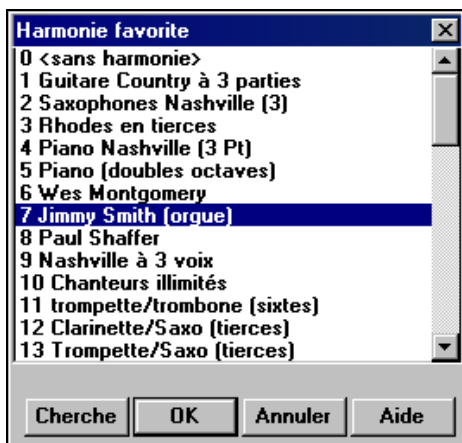 Harmonie favorite
0 <sans harmonie>
1 Guitare Country à 3 parties
2 Saxophones Nashville (3)
3 Rhodes en tierces
4 Piano Nashville (3 Pt)
5 Piano (doubles octaves)
6 Wes Montgomery
7 Jimmy Smith (orgue)
8 Paul Shaffer
9 Nashville à 3 voix
10 Chanteurs illimités
11 trompette/trombone (sixtes)
12 Clarinette/Saxo (tierces)
13 Trompette/Saxo (tierces)
Cherche OK Annuler Aide